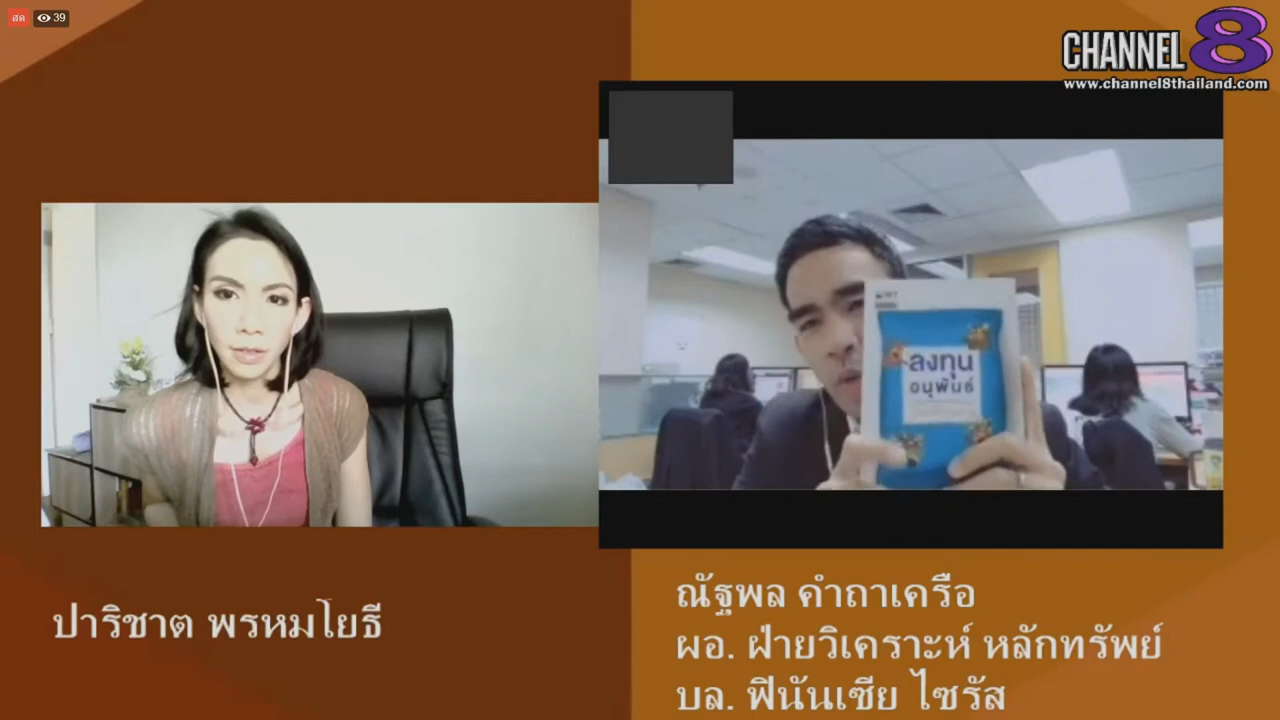 สด 39
CHANNEL 8
www.channel8thailand.com
ลงทุน
อนุพันธ์
ปาริชาต พรหมโยธี
ณัฐพล คำถาเครือ
ผอ. ฝ่ายวิเคราะห์ หลักทรัพย์
บล. ฟินันเซีย ไซรัส